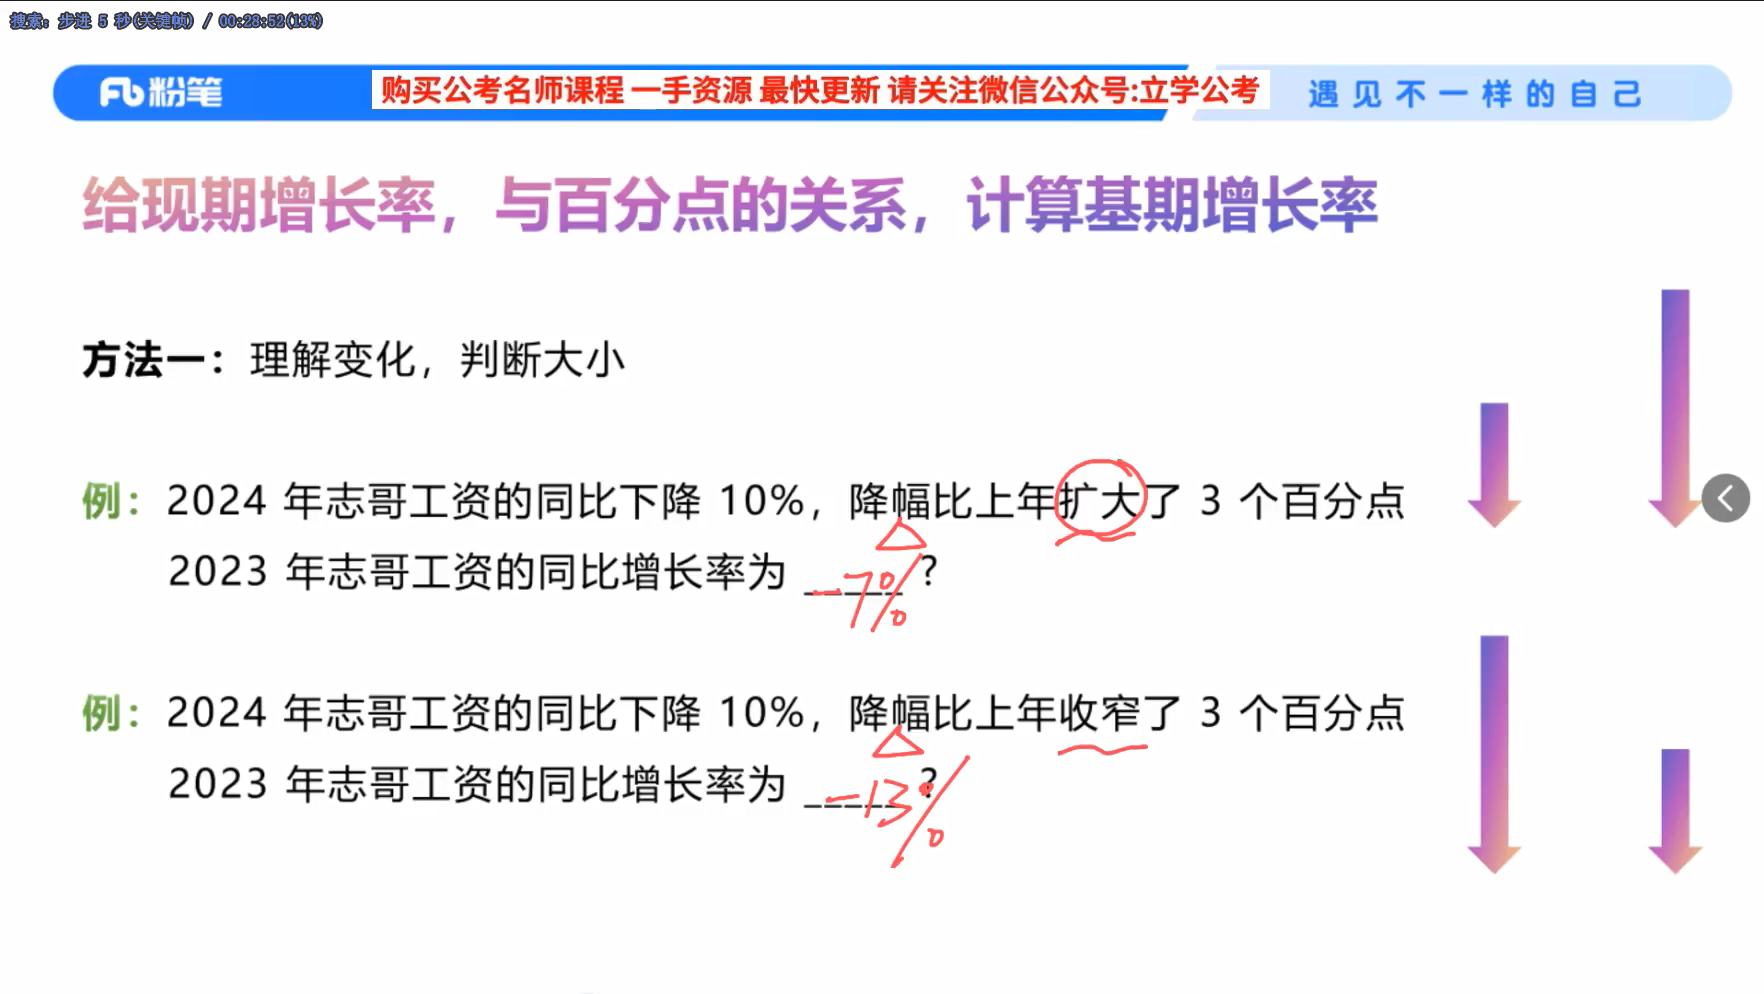 搜索: 步进 5 秒(关键帧) / 00:28:52(13%)
粉笔
购买公考名师课程 一手资源 最快更新 请关注微信公众号:立学公考
遇见不一样的自己
给现期增长率，与百分点的关系，计算基期增长率
方法一：理解变化，判断大小
例：2024 年志哥工资的同比下降 10%，降幅比上年扩大了 3 个百分点
2023 年志哥工资的同比增长率为 -7% ?
例：2024 年志哥工资的同比下降 10%，降幅比上年收窄了 3 个百分点
2023 年志哥工资的同比增长率为 -13% ?